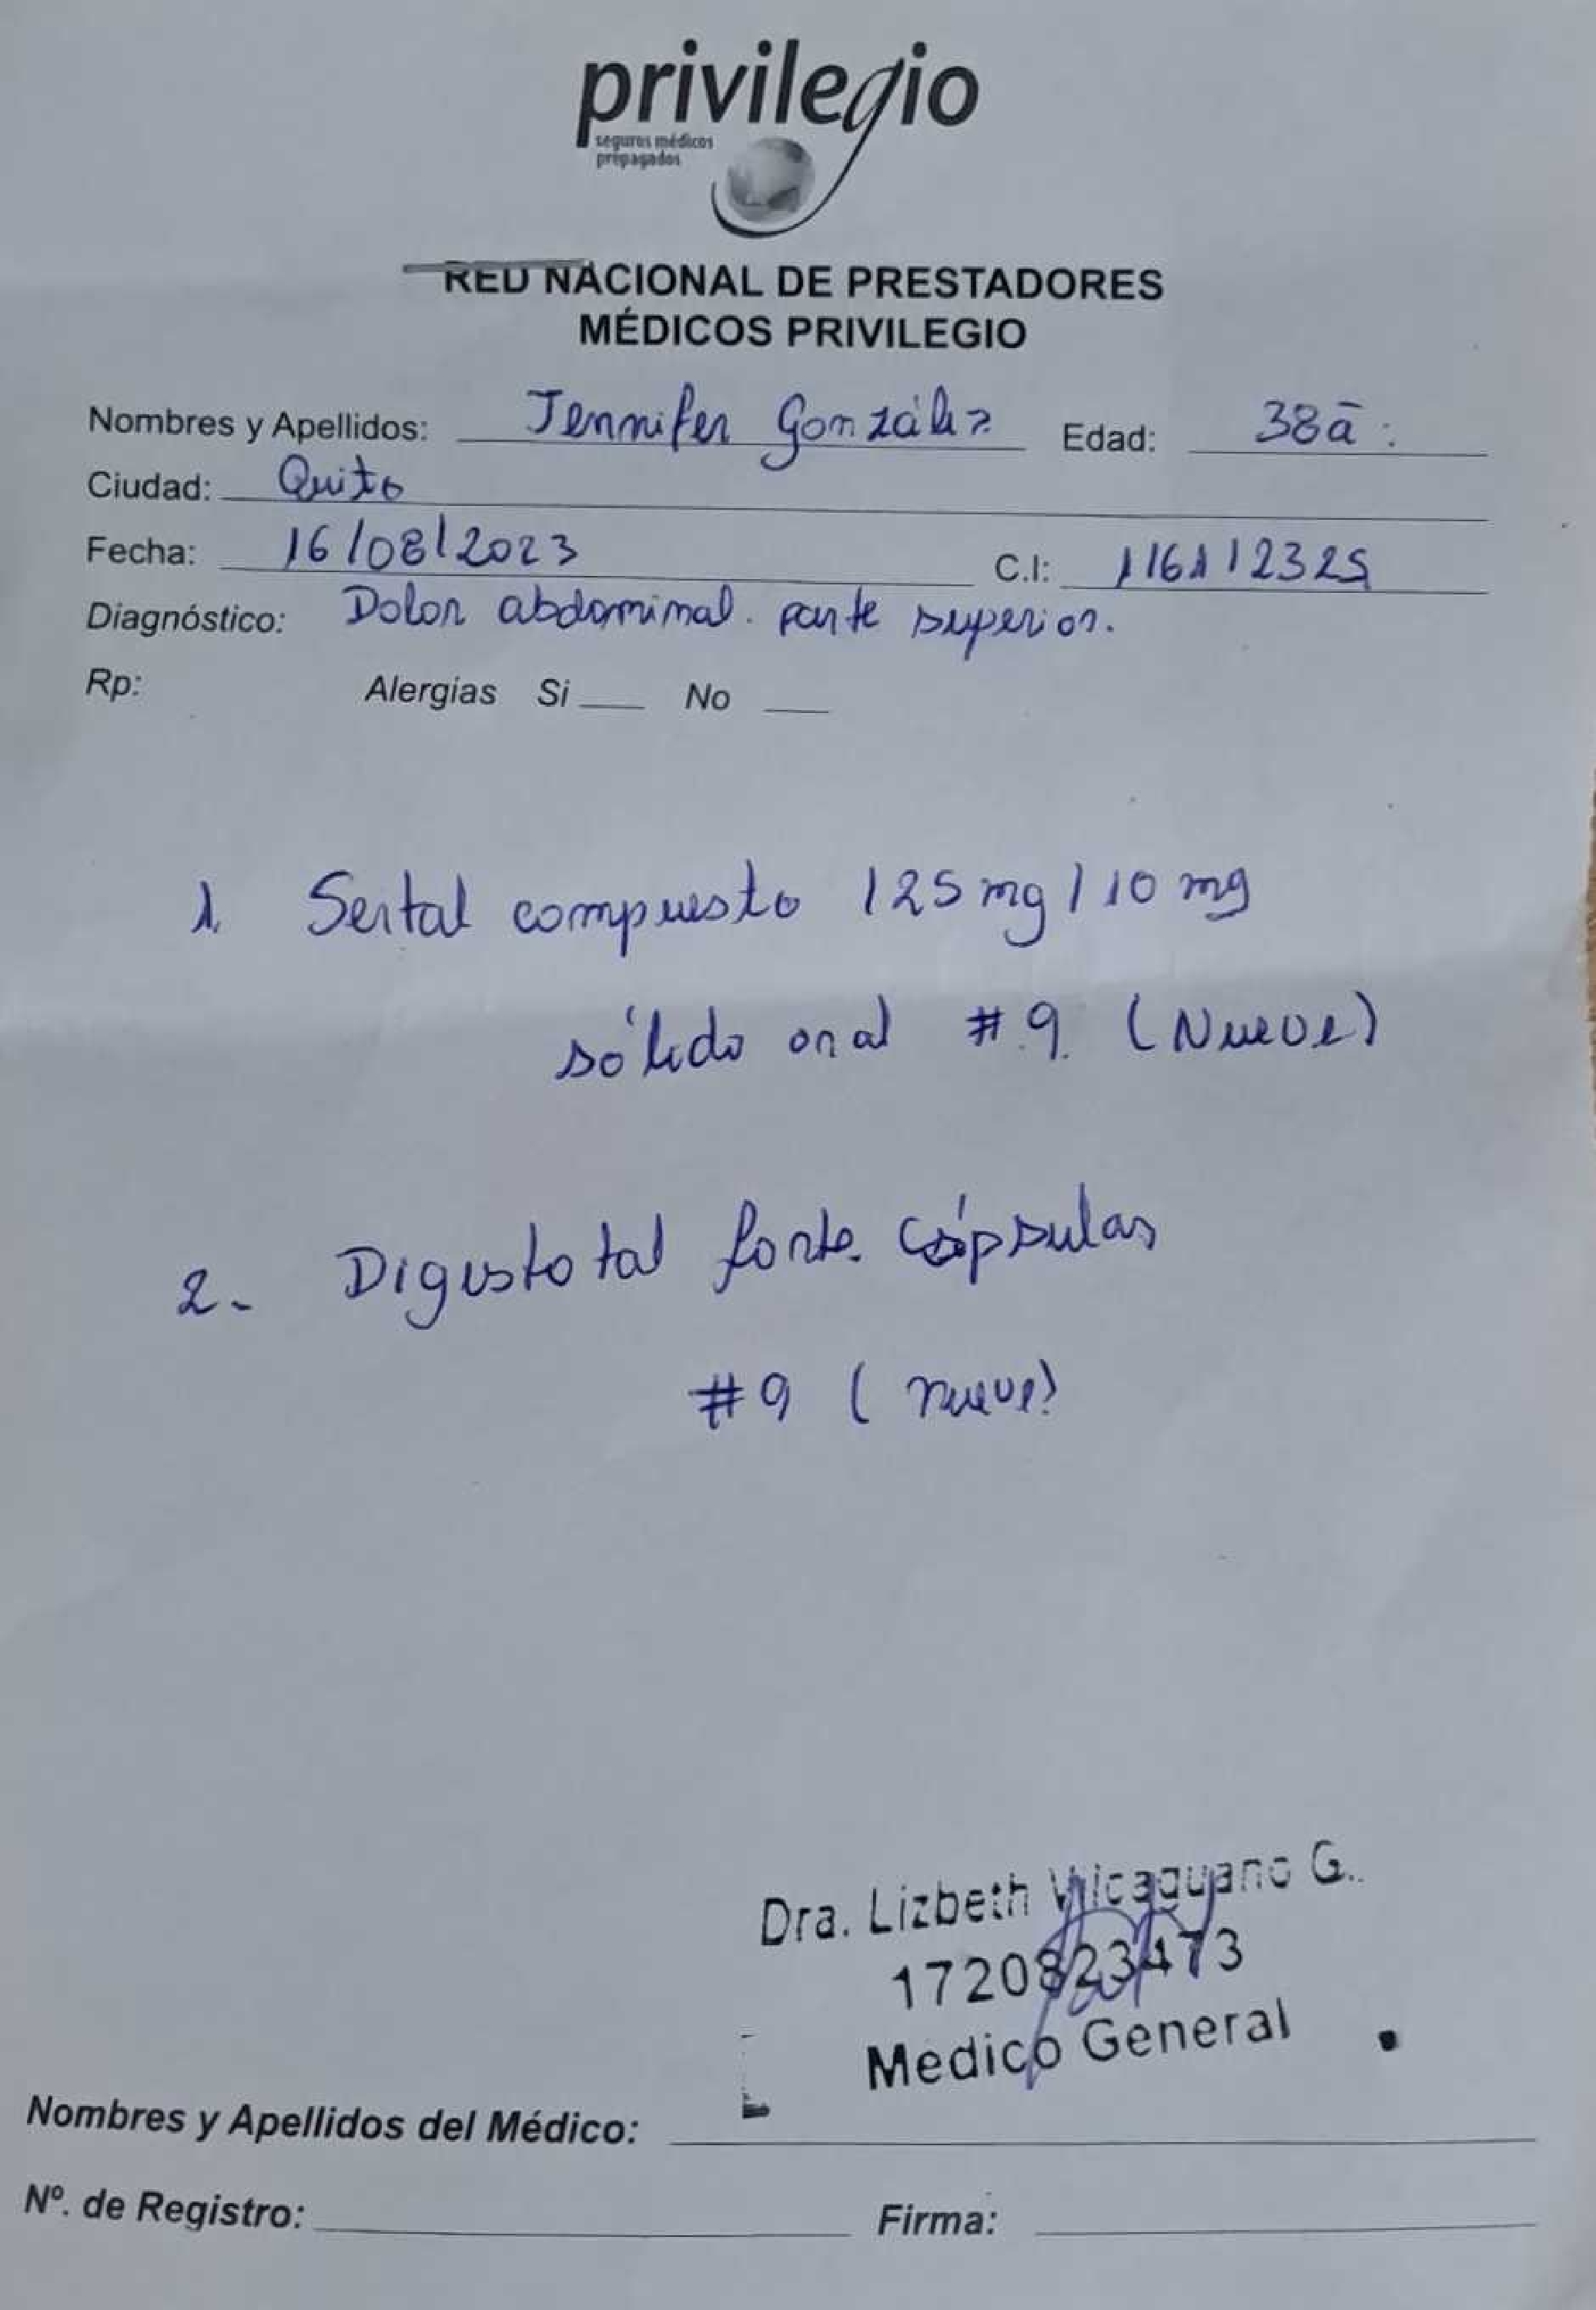 privilegio
seguros médicos
prepagados
RED NACIONAL DE PRESTADORES
MÉDICOS PRIVILEGIO
Nombres y Apellidos: Jennifer González Edad: 38a
Ciudad: Quito
Fecha: 16/08/2023 C.I: 116112325
Diagnóstico: Dolor abdominal. parte superior.
Rp: Alergias Si ___ No ___
1. Sertal compuesto 125 mg / 10 mg
sólido oral # 9. (Nueve)
2. Digestotal forte cápsulas
#9 (nueve)
Dra. Lizbeth G.
1720823473
Medico General
Nombres y Apellidos del Médico:
Nº. de Registro: Firma: